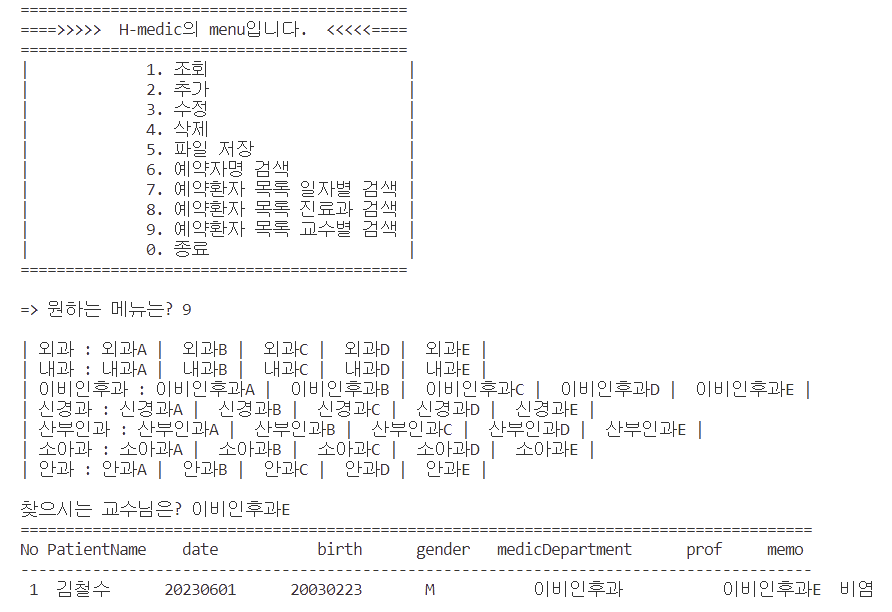 ===========================================
====>>>>>  H-medic의 menu입니다.  <<<<<====
===========================================
|             1. 조회                      |
|             2. 추가                      |
|             3. 수정                      |
|             4. 삭제                      |
|             5. 파일 저장                 |
|             6. 예약자명 검색             |
|             7. 예약환자 목록 일자별 검색 |
|             8. 예약환자 목록 진료과 검색 |
|             9. 예약환자 목록 교수별 검색 |
|             0. 종료                      |
===========================================
=> 원하는 메뉴는? 9
| 외과 : 외과A |  외과B |  외과C |  외과D |  외과E |
| 내과 : 내과A |  내과B |  내과C |  내과D |  내과E |
| 이비인후과 : 이비인후과A |  이비인후과B |  이비인후과C |  이비인후과D |  이비인후과E |
| 신경과 : 신경과A |  신경과B |  신경과C |  신경과D |  신경과E |
| 산부인과 : 산부인과A |  산부인과B |  산부인과C |  산부인과D |  산부인과E |
| 소아과 : 소아과A |  소아과B |  소아과C |  소아과D |  소아과E |
| 안과 : 안과A |  안과B |  안과C |  안과D |  안과E |
찾으시는 교수님은? 이비인후과E
========================================================================================
No PatientName    date           birth      gender   medicDepartment      prof     memo
----------------------------------------------------------------------------------------
1  김철수      20230601      20030223       M           이비인후과           이비인후과E  비염